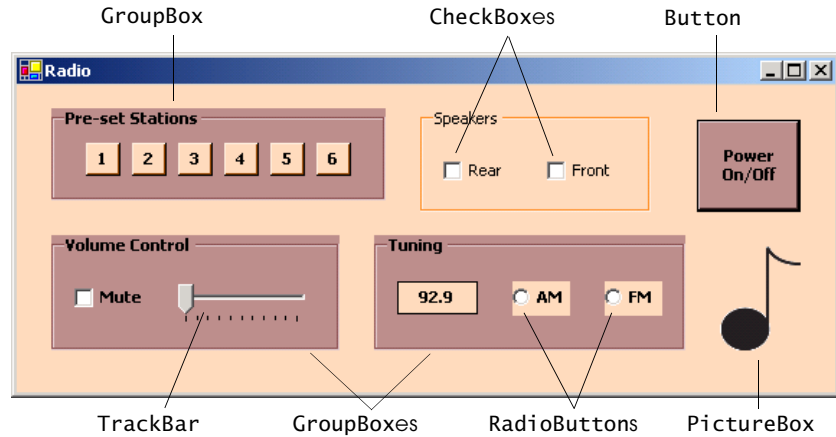 GroupBox CheckBoxes Button
Radio
Pre-set Stations Speakers
1 2 3 4 5 6 Rear Front Power
On/Off
Volume Control Tuning
Mute 92.9 AM FM
TrackBar GroupBoxes RadioButtons PictureBox